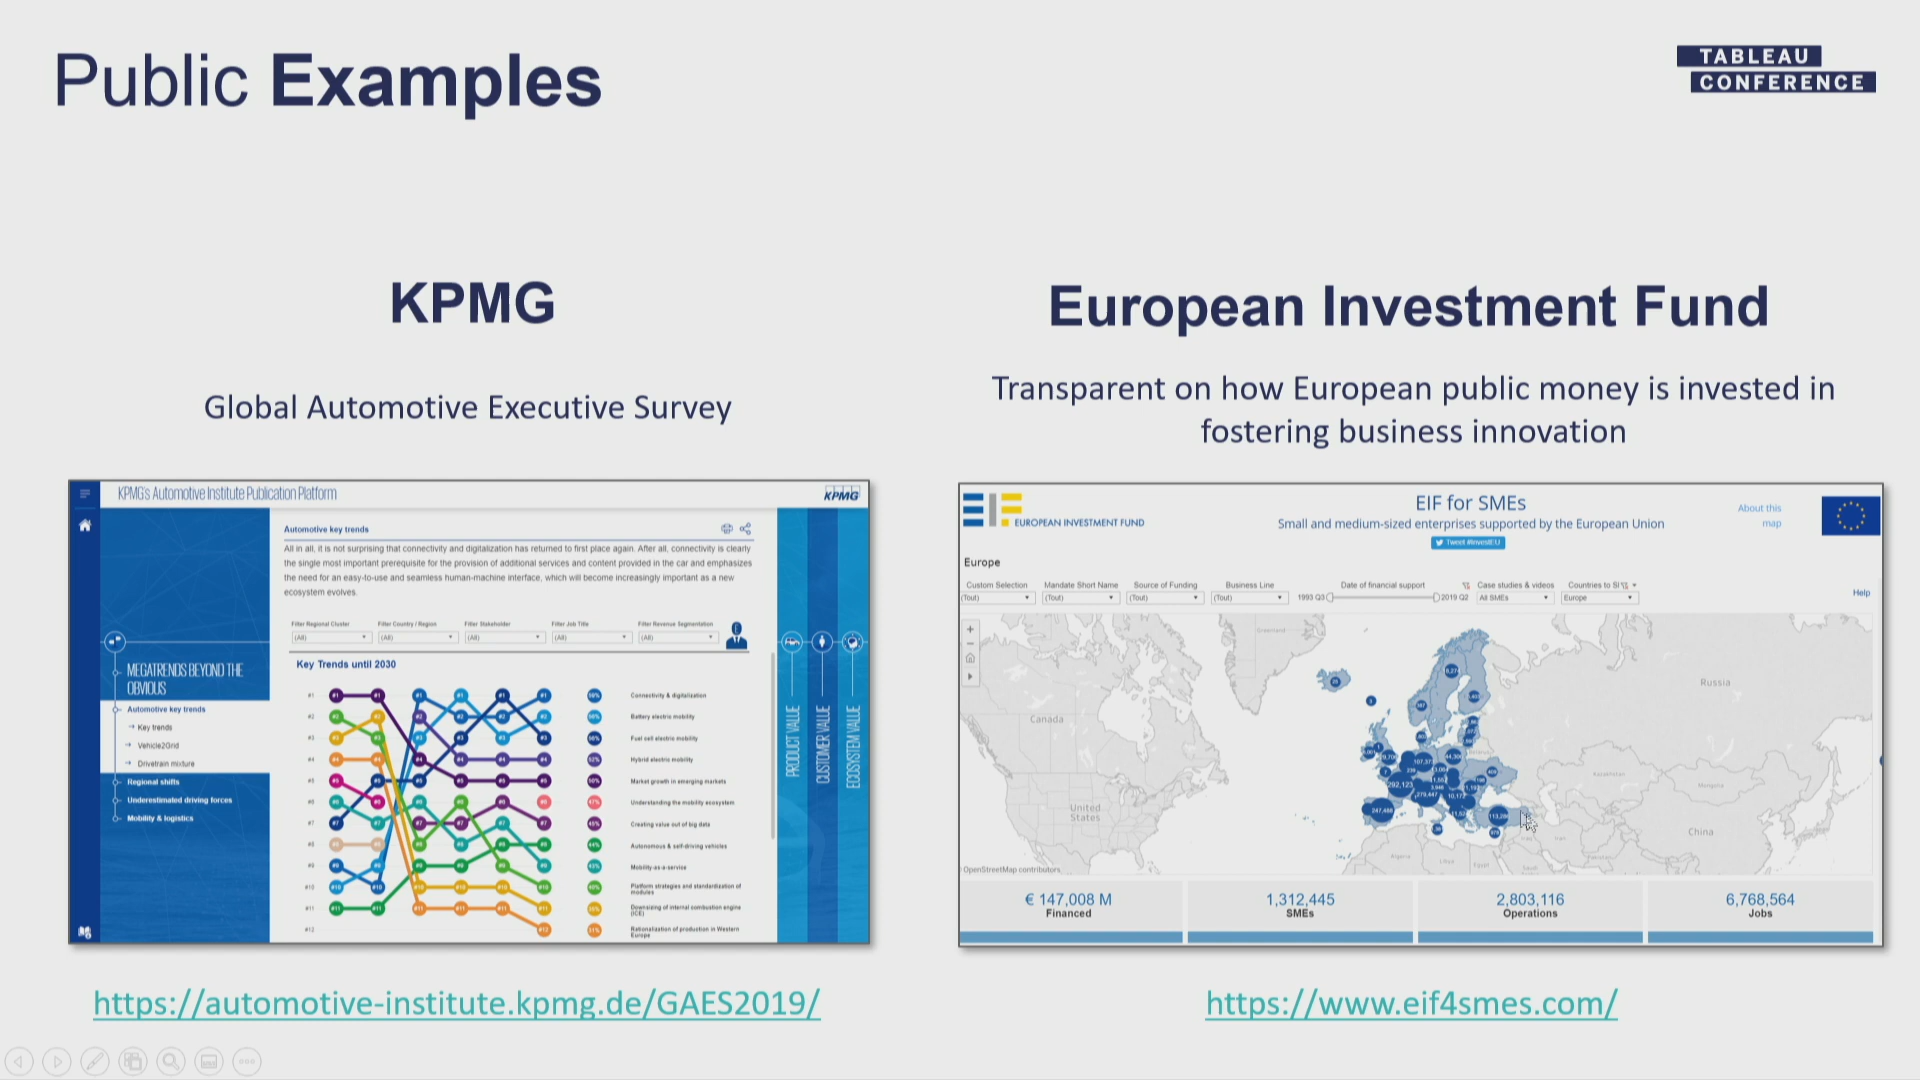 Public Examples
TABLEAU
CONFERENCE
KPMG
Global Automotive Executive Survey
KPMG's Automotive Institute Publication Platform
KPMG
Automotive key trends
All in all, it is not surprising that connectivity and digitalization has returned to first place again. After all, connectivity is clearly
the single most important prerequisite for the provision of additional services and content provided in the car and emphasizes
the need for an easy-to-use and seamless human-machine interface, which will become increasingly important as a new
ecosystem evolves.
Filter Regional Cluster Filter Country / Region Filter Stakeholder Filter Job Title Filter Revenue Segmentation
(All) (All) (All) (All) (All)
MEGATRENDS BEYOND THE
OBVIOUS
Automotive key trends
Key trends
Vehicle2Grid
Drivetrain mixture
Regional shifts
Underestimated driving forces
Mobility & logistics
Key Trends until 2030
Connectivity & digitalization
Battery electric mobility
Fuel cell electric mobility
Hybrid electric mobility
Market growth in emerging markets
Understanding the mobility ecosystem
Creating value out of big data
Autonomous & self-driving vehicles
Mobility-as-a-service
Platform strategies and standardization of
modules
Downsizing of internal combustion engine
(ICE)
Rationalization of production in Western
Europe
PRODUCT VALUE
CUSTOMER VALUE
ECOSYSTEM VALUE
https://automotive-institute.kpmg.de/GAES2019/
European Investment Fund
Transparent on how European public money is invested in
fostering business innovation
EUROPEAN INVESTMENT FUND
EIF for SMEs
Small and medium-sized enterprises supported by the European Union
Tweet #InvestEU
About this
map
Europe
Custom Selection Mandate Short Name Source of Funding Business Line Date of financial support Case studies & videos
(Tout) (Tout) (Tout) (Tout) 1993 Q3 2019 Q2 All SMEs Europe
Help
Greenland
Russia
Canada
United
States
Kazakhstan
Mongolia
China
Algeria Libya Egypt
OpenStreetMap contributors
€ 147,008 M
Financed
1,312,445
SMEs
2,803,116
Operations
6,768,564
Jobs
https://www.eif4smes.com/